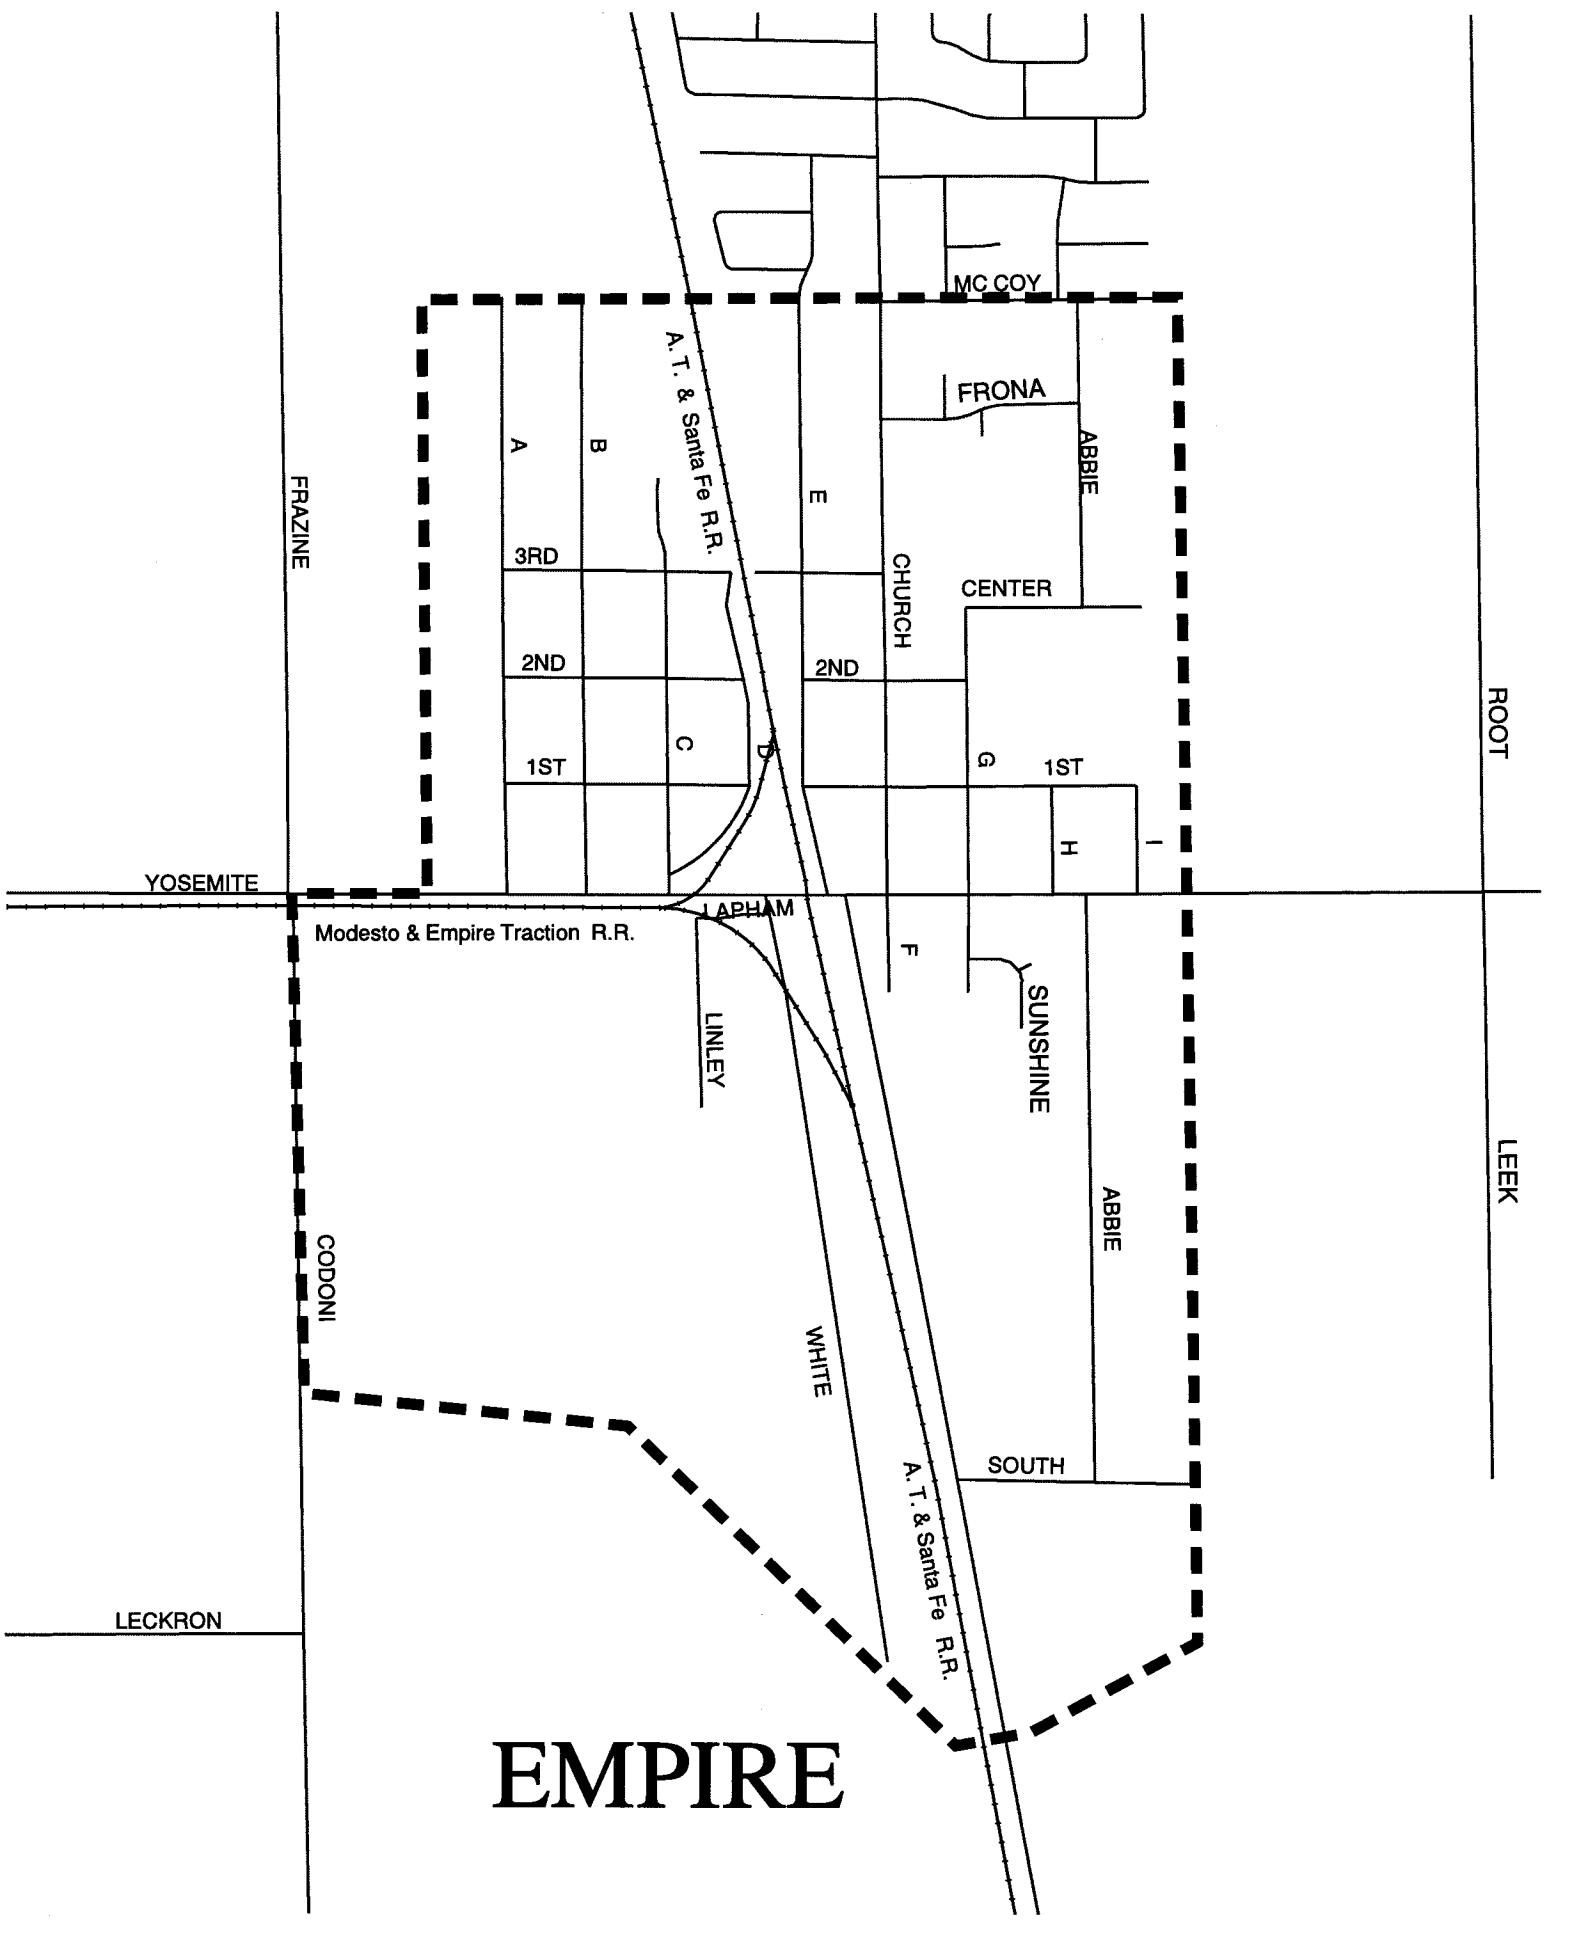 MC COY
A. T. & Santa Fe R.R.
FRONA
A
B
E
ABBIE
FRAZINE
3RD
CHURCH
CENTER
2ND
2ND
ROOT
C
D
G
1ST
1ST
H
I
YOSEMITE
LAPHAM
Modesto & Empire Traction R.R.
F
SUNSHINE
LINLEY
LEEK
ABBIE
CODONI
WHITE
SOUTH
A. T. & Santa Fe R.R.
LECKRON
EMPIRE